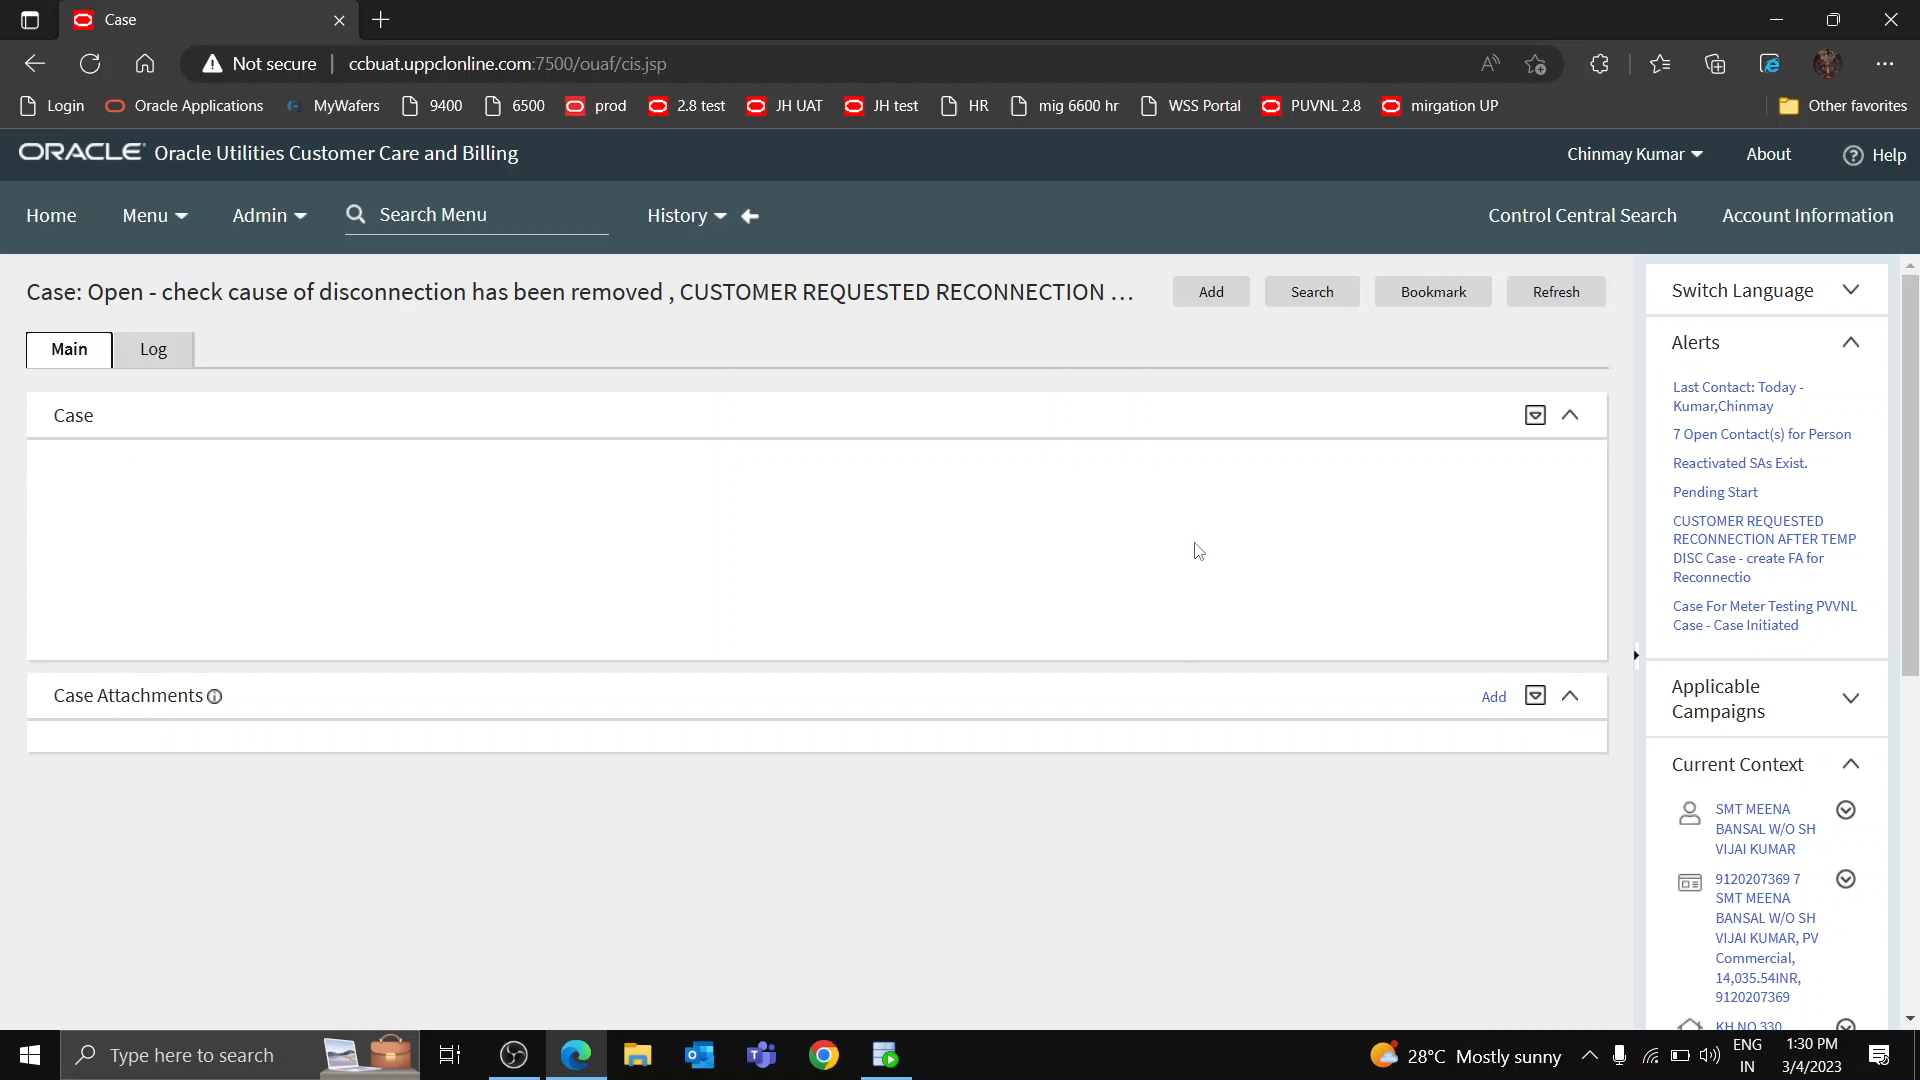 Case
Not secure
ccbuat.uppclonline.com:7500/ouaf/cis.jsp
Login
Oracle Applications
MyWafers
9400
6500
prod
2.8 test
JH UAT
JH test
HR
mig 6600 hr
WSS Portal
PUVNL 2.8
mirgation UP
Other favorites
ORACLE Oracle Utilities Customer Care and Billing
Chinmay Kumar
About
Help
Home
Menu
Admin
Search Menu
History
Control Central Search
Account Information
Case: Open - check cause of disconnection has been removed , CUSTOMER REQUESTED RECONNECTION ...
Add
Search
Bookmark
Refresh
Main
Log
Case
Case Attachments
Add
Switch Language
Alerts
Last Contact: Today -
Kumar,Chinmay
7 Open Contact(s) for Person
Reactivated SAs Exist.
Pending Start
CUSTOMER REQUESTED
RECONNECTION AFTER TEMP
DISC Case - create FA for
Reconnectio
Case For Meter Testing PVVNL
Case - Case Initiated
Applicable
Campaigns
Current Context
SMT MEENA
BANSAL W/O SH
VIJAI KUMAR
9120207369 7
SMT MEENA
BANSAL W/O SH
VIJAI KUMAR, PV
Commercial,
14,035.54INR,
9120207369
KH NO 330
Type here to search
28°C Mostly sunny
ENG
IN
1:30 PM
3/4/2023